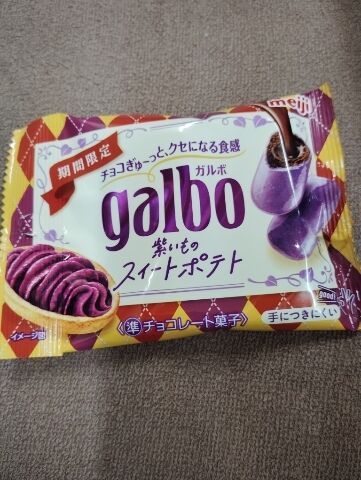 meiji
期間限定
チョコぎゅーっと、クセになる食感
ガルボ
galbo
紫いもの
スイートポテト
イメージ図
〈準チョコレート菓子〉
手につきにくい